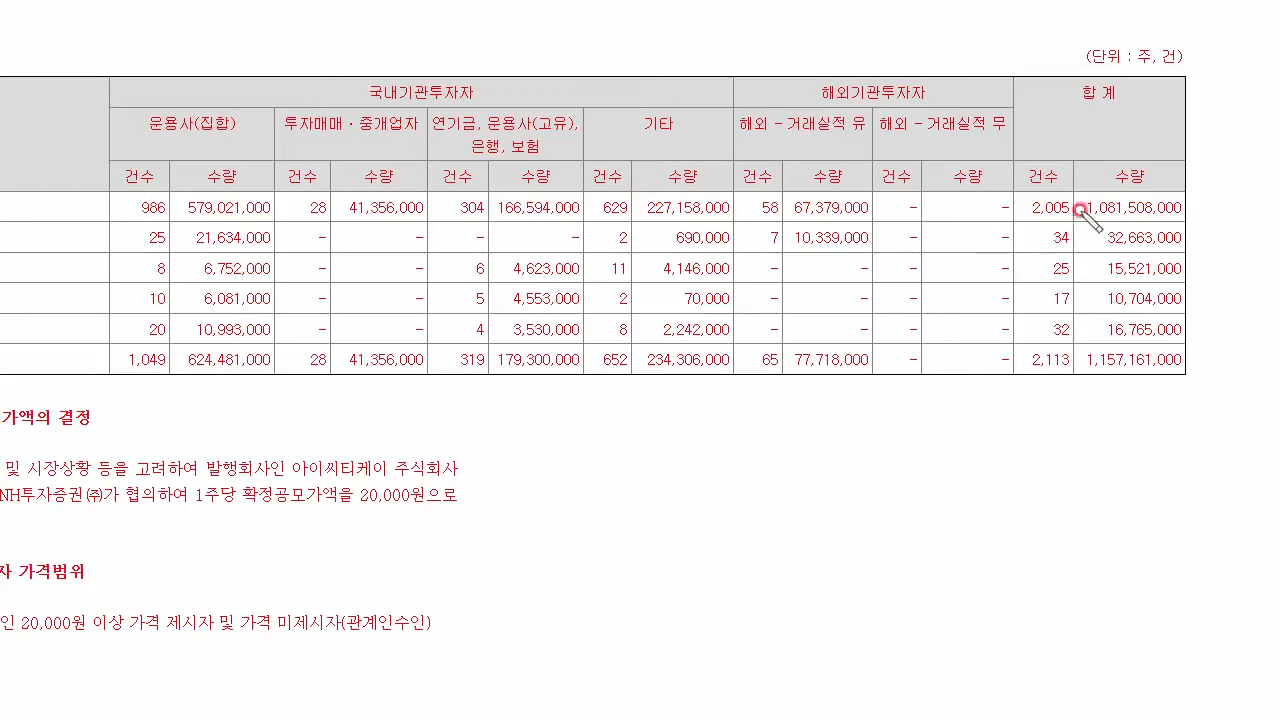 (단위 : 주, 건)
국내기관투자자 해외기관투자자 합 계
운용사(집합) 투자매매・중개업자 연기금, 운용사(고유), 은행, 보험 기타 해외 - 거래실적 유 해외 - 거래실적 무
건수 수량 건수 수량 건수 수량 건수 수량 건수 수량 건수 수량 건수 수량
986 579,021,000 28 41,356,000 304 166,594,000 629 227,158,000 58 67,379,000 - - 2,005 1,081,508,000
25 21,634,000 - - - - 2 690,000 7 10,339,000 - - 34 32,663,000
8 6,752,000 - - 6 4,623,000 11 4,146,000 - - - - 25 15,521,000
10 6,081,000 - - 5 4,553,000 2 70,000 - - - - 17 10,704,000
20 10,993,000 - - 4 3,530,000 8 2,242,000 - - - - 32 16,765,000
1,049 624,481,000 28 41,356,000 319 179,300,000 652 234,306,000 65 77,718,000 - - 2,113 1,157,161,000
가액의 결정
및 시장상황 등을 고려하여 발행회사인 아이씨티케이 주식회사
NH투자증권㈜가 협의하여 1주당 확정공모가액을 20,000원으로
자 가격범위
인 20,000원 이상 가격 제시자 및 가격 미제시자(관계인수인)